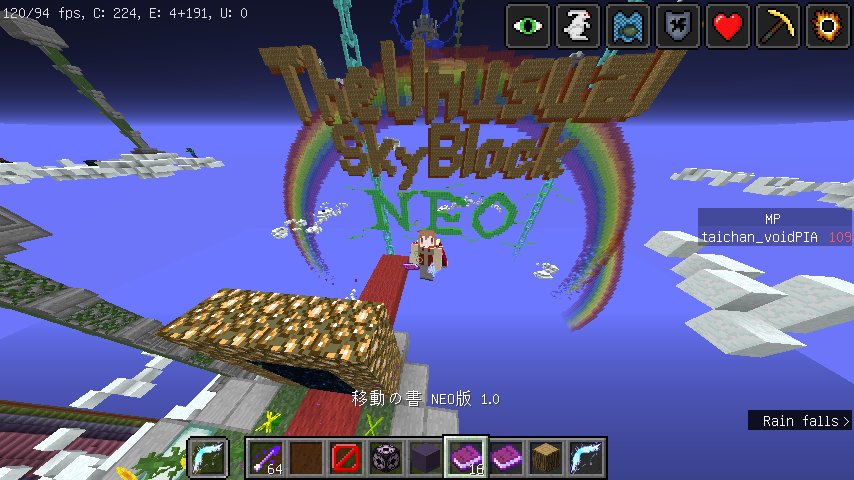 120/94 fps, C: 224, E: 4+191, U: 0
The Unusual
SkyBlock
NEO
MP
taichan_voidPIA 109
移動の書 NEO版 1.0
Rain falls>
64
16